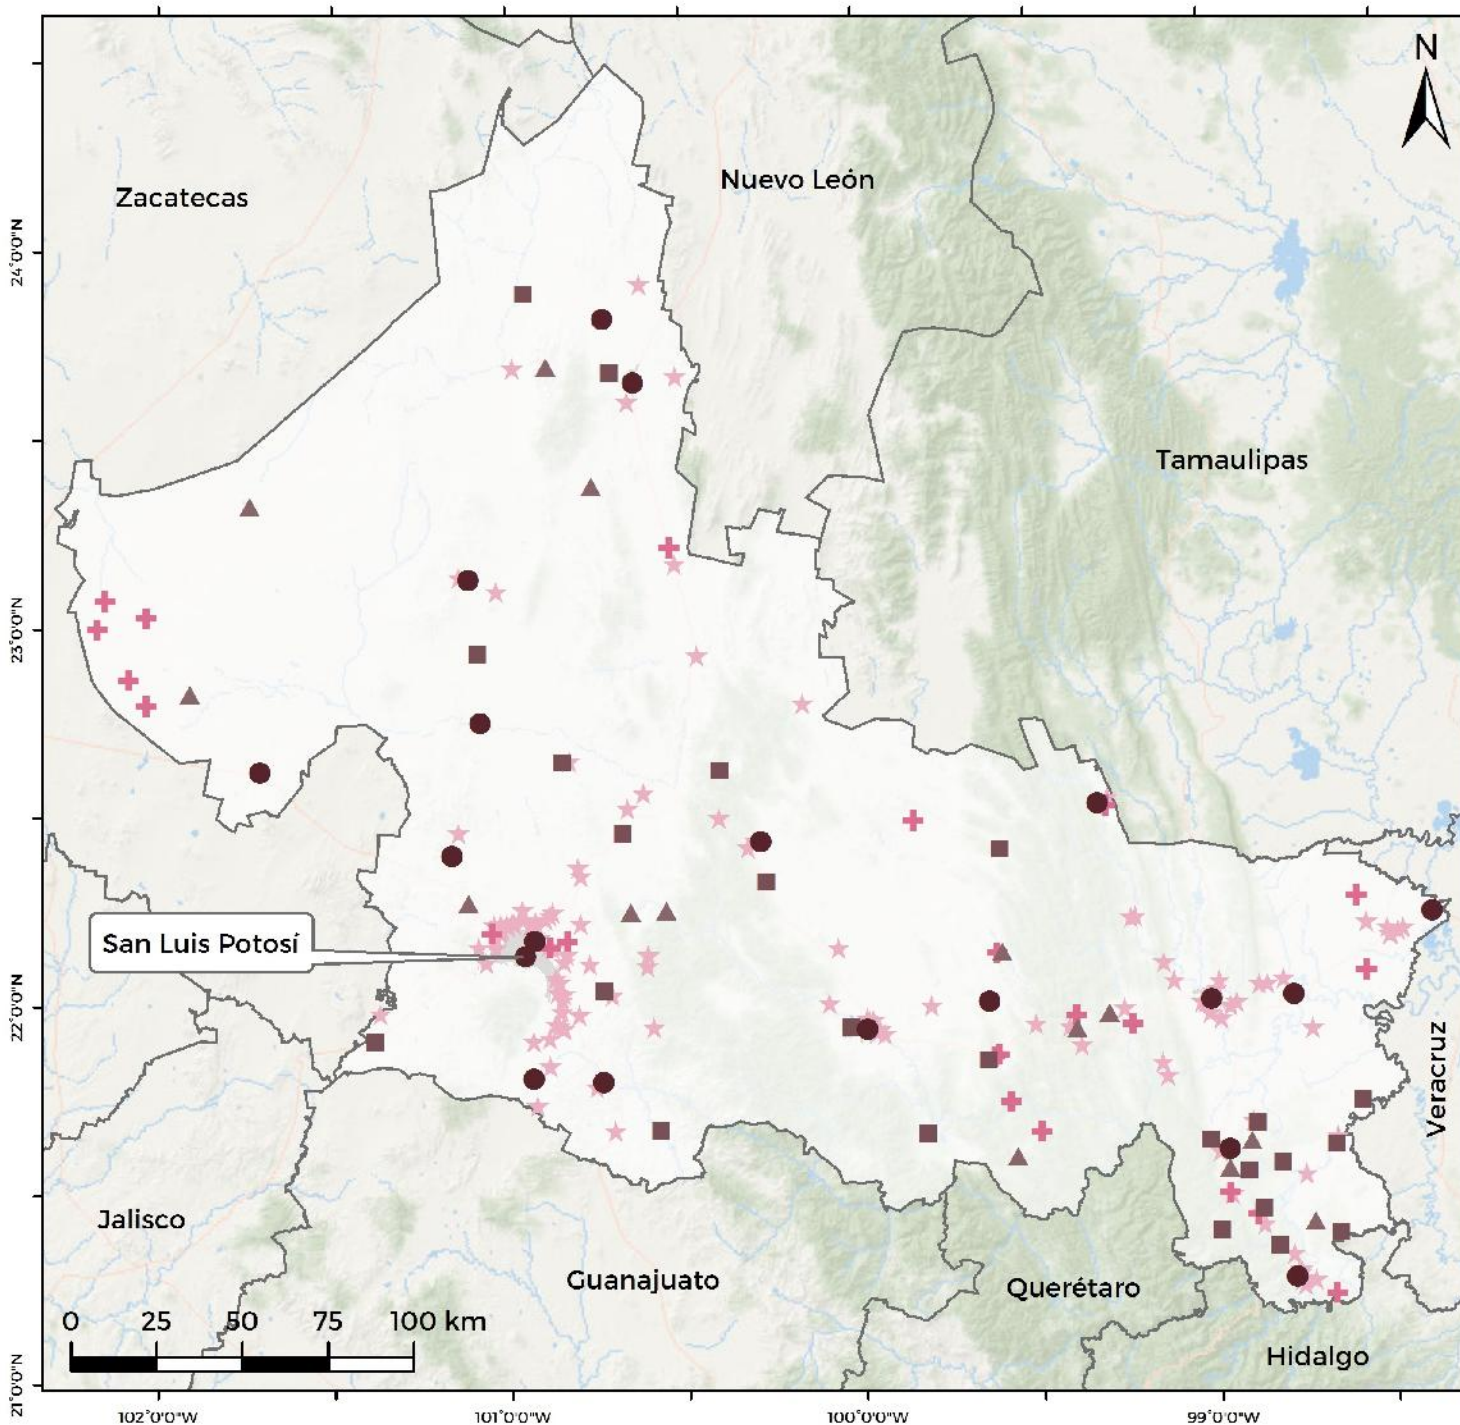 N
Nuevo León
Zacatecas
24°0'0"N
Tamaulipas
23°0'0"N
San Luis Potosí
22°0'0"N
Veracruz
Jalisco
Guanajuato
Querétaro
0 25 50 75 100 km
Hidalgo
21°0'0"N
102°0'0"W 101°0'0"W 100°0'0"W 99°0'0"W